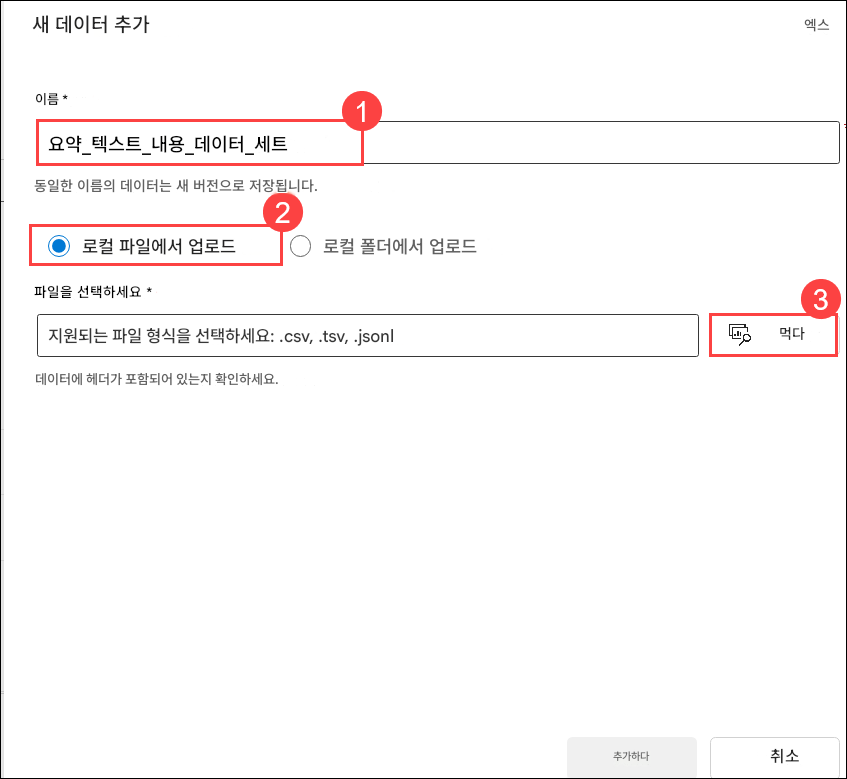 새 데이터 추가
엑스
이름 *
1
요약_텍스트_내용_데이터_세트
동일한 이름의 데이터는 새 버전으로 저장됩니다.
2
로컬 파일에서 업로드
로컬 폴더에서 업로드
파일을 선택하세요 *
3
지원되는 파일 형식을 선택하세요: .csv, .tsv, .jsonl
먹다
데이터에 헤더가 포함되어 있는지 확인하세요.
추가하다
취소